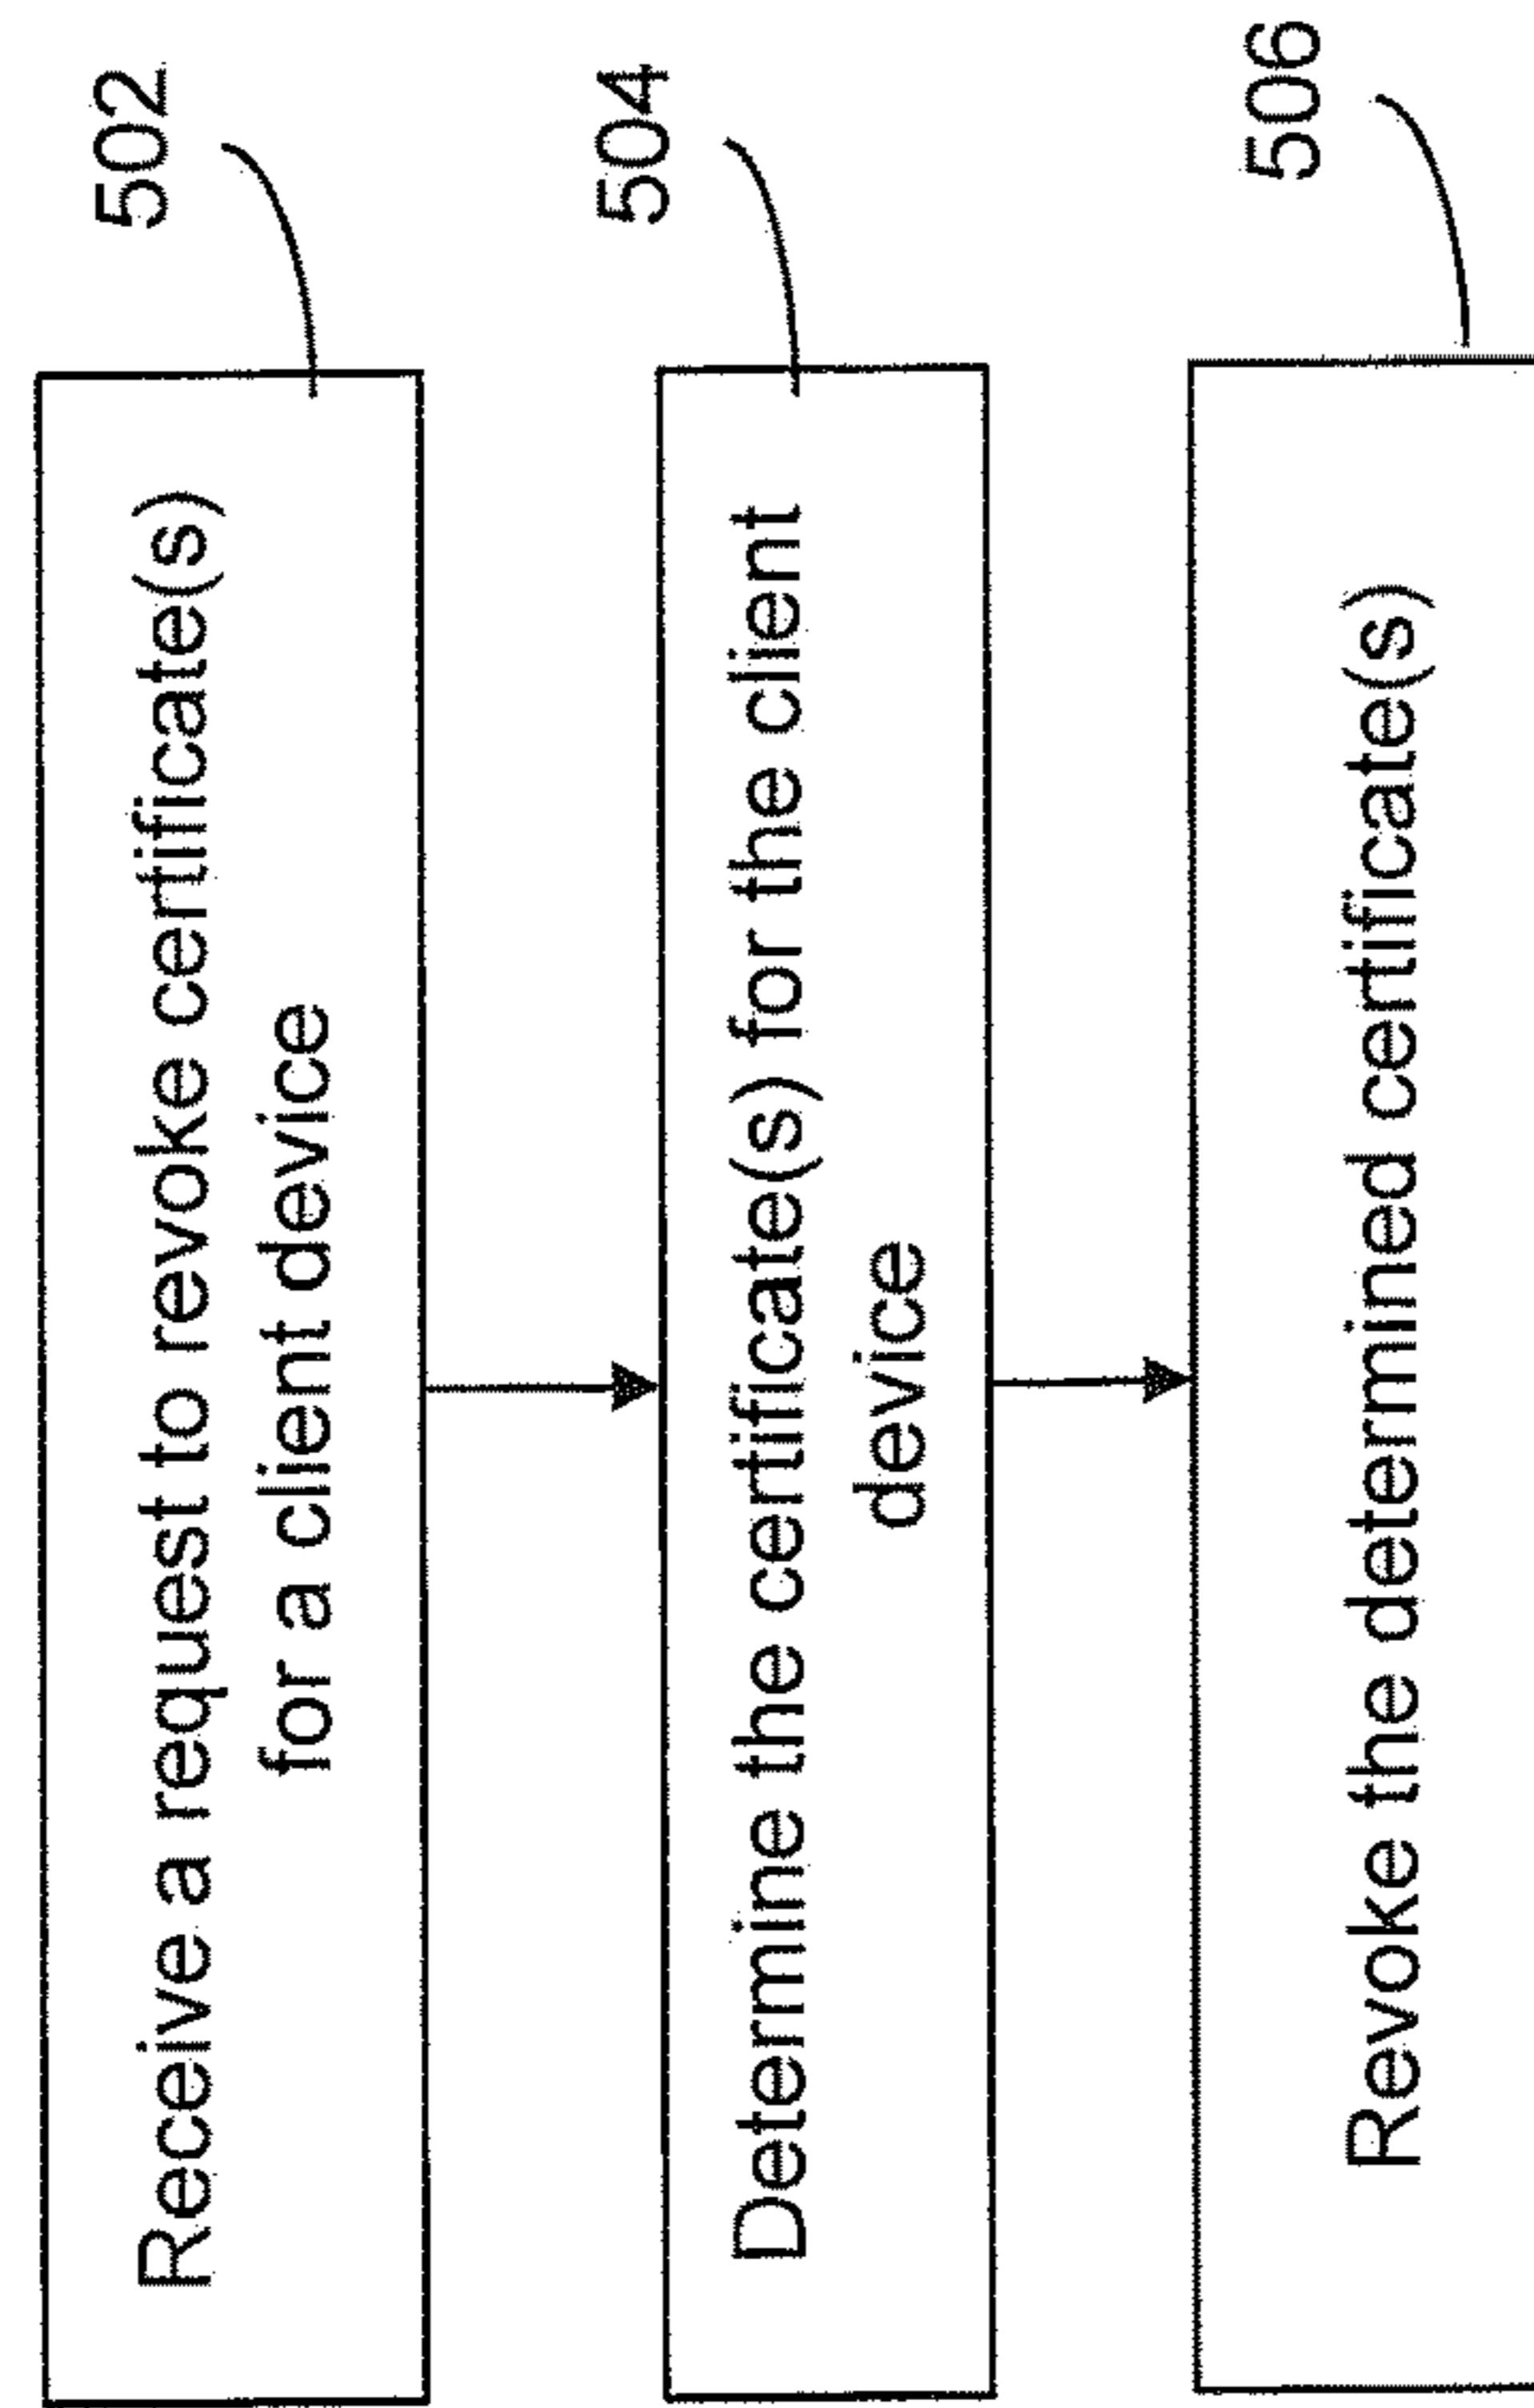 502
Receive a request to revoke certificate(s)
for a client device
504
Determine the certificate(s) for the client
device
506
Revoke the determined certificate(s)